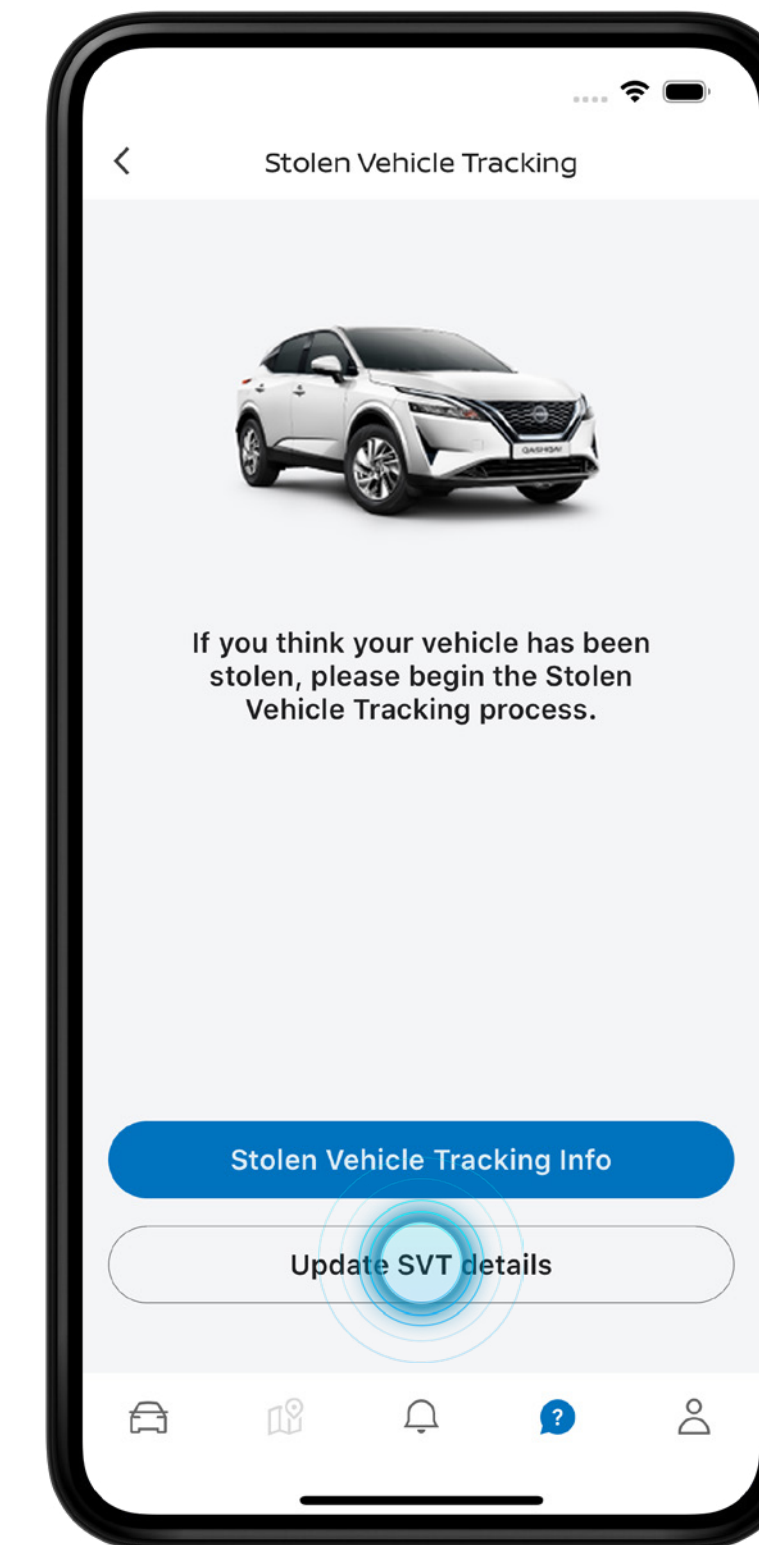 Stolen Vehicle Tracking
QASHQAI
If you think your vehicle has been
stolen, please begin the Stolen
Vehicle Tracking process.
Stolen Vehicle Tracking Info
Update SVT details
?